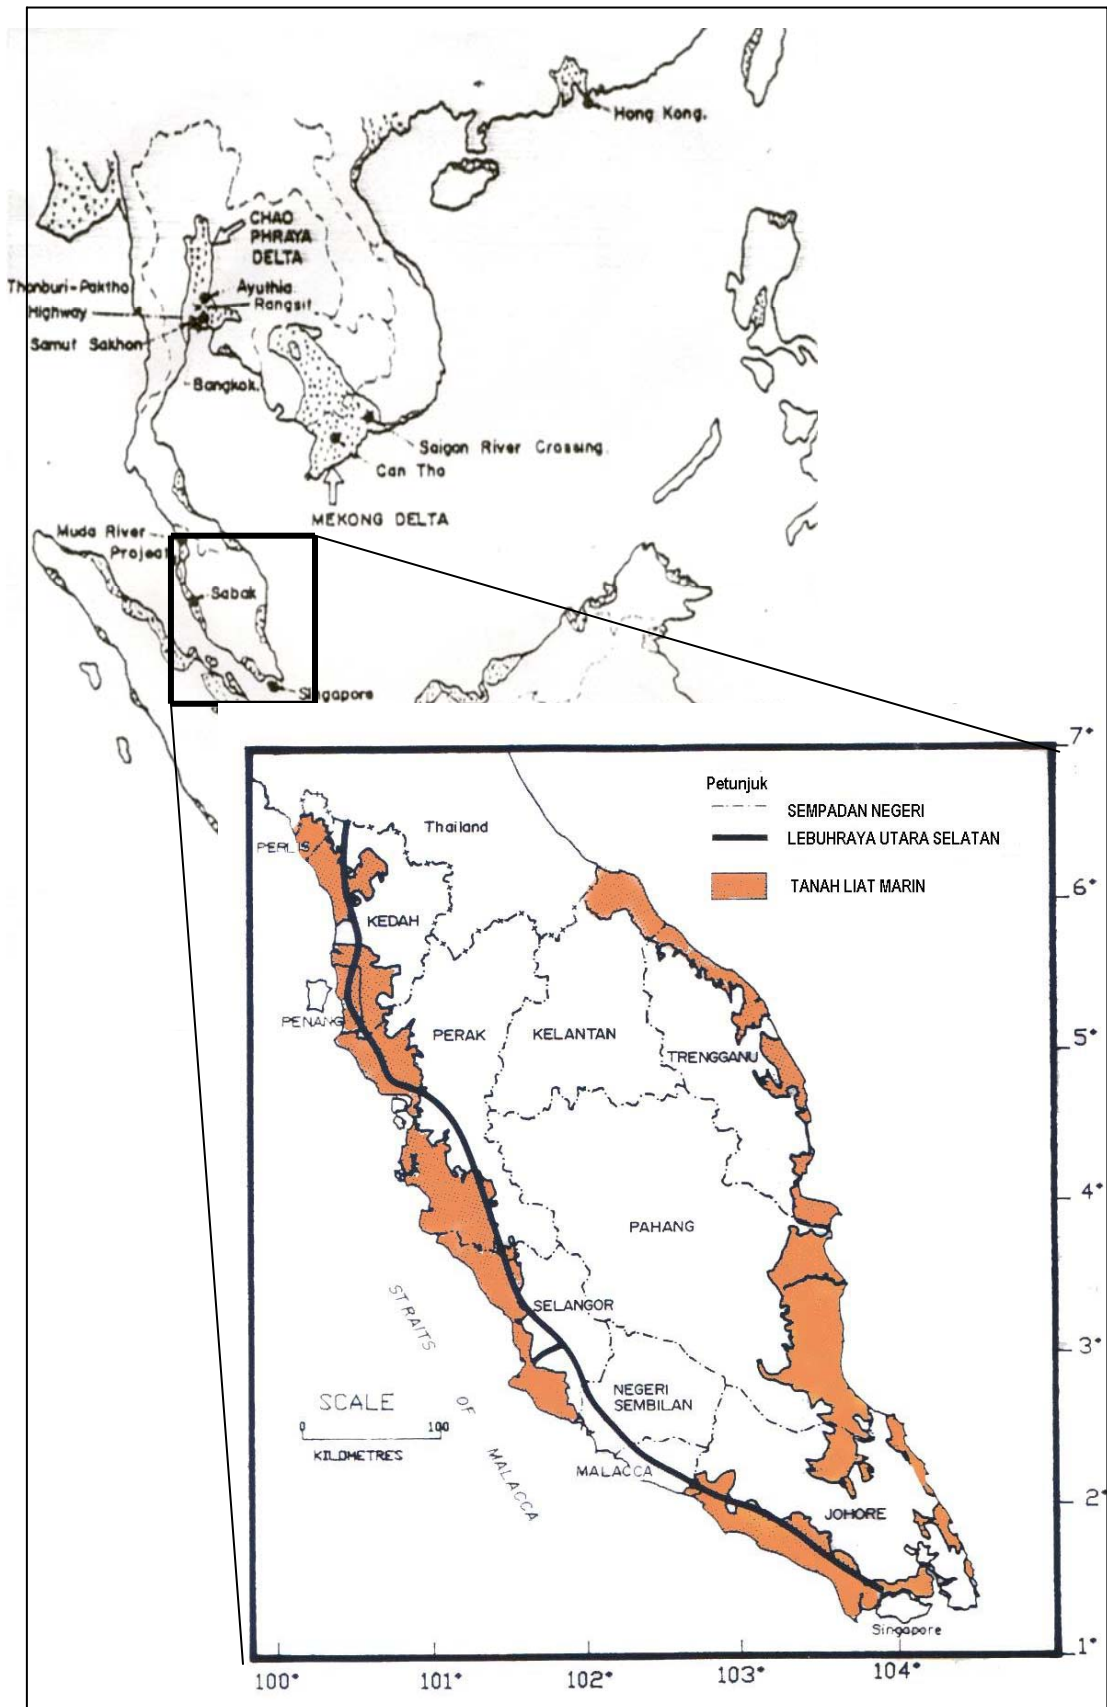 Hong Kong.
CHAO
PHRAYA
DELTA
Thonburi-Paktho
Highway
Ayuthia
Rangsit
Samut Sakhon
Bangkok.
Saigon River Crossing.
Can Tho
MEKONG DELTA
Muda River
Project
Sabak
Singapore
7°
Petunjuk
SEMPADAN NEGERI
LEBUHRAYA UTARA SELATAN
TANAH LIAT MARIN
Thailand
PERLIS
6°
KEDAH
PENANG
PERAK
KELANTAN
TRENGGANU
5°
4°
PAHANG
SELANGOR
STRAITS
OF
MALACCA
3°
NEGERI
SEMBILAN
SCALE
0 100
KILOMETRES
MALACCA
2°
JOHORE
Singapore
1°
100° 101° 102° 103° 104°